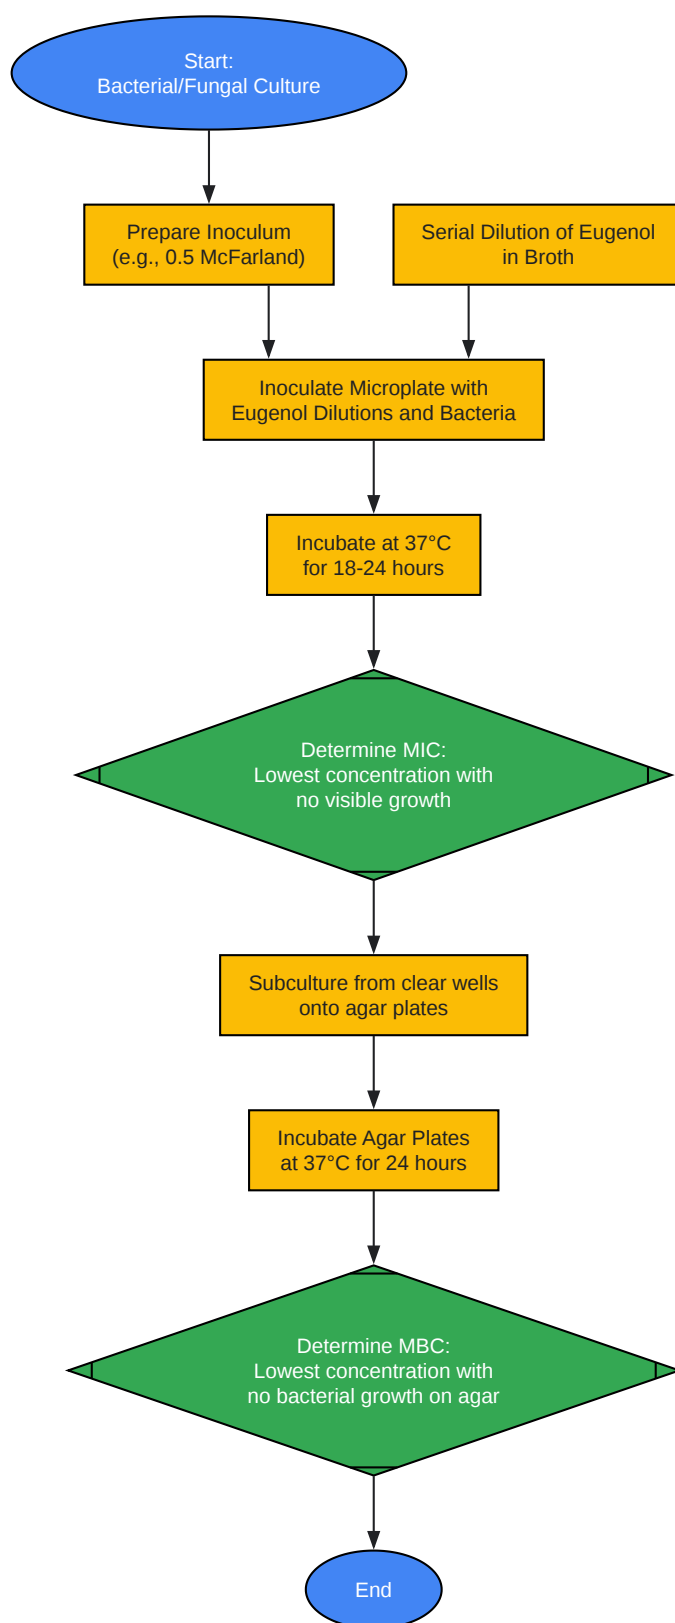 Start:
Bacterial/Fungal Culture
Prepare Inoculum
(e.g., 0.5 McFarland)
Serial Dilution of Eugenol
in Broth
Inoculate Microplate with
Eugenol Dilutions and Bacteria
Incubate at 37°C
for 18-24 hours
Determine MIC:
Lowest concentration with
no visible growth
Subculture from clear wells
onto agar plates
Incubate Agar Plates
at 37°C for 24 hours
Determine MBC:
Lowest concentration with
no bacterial growth on agar
End